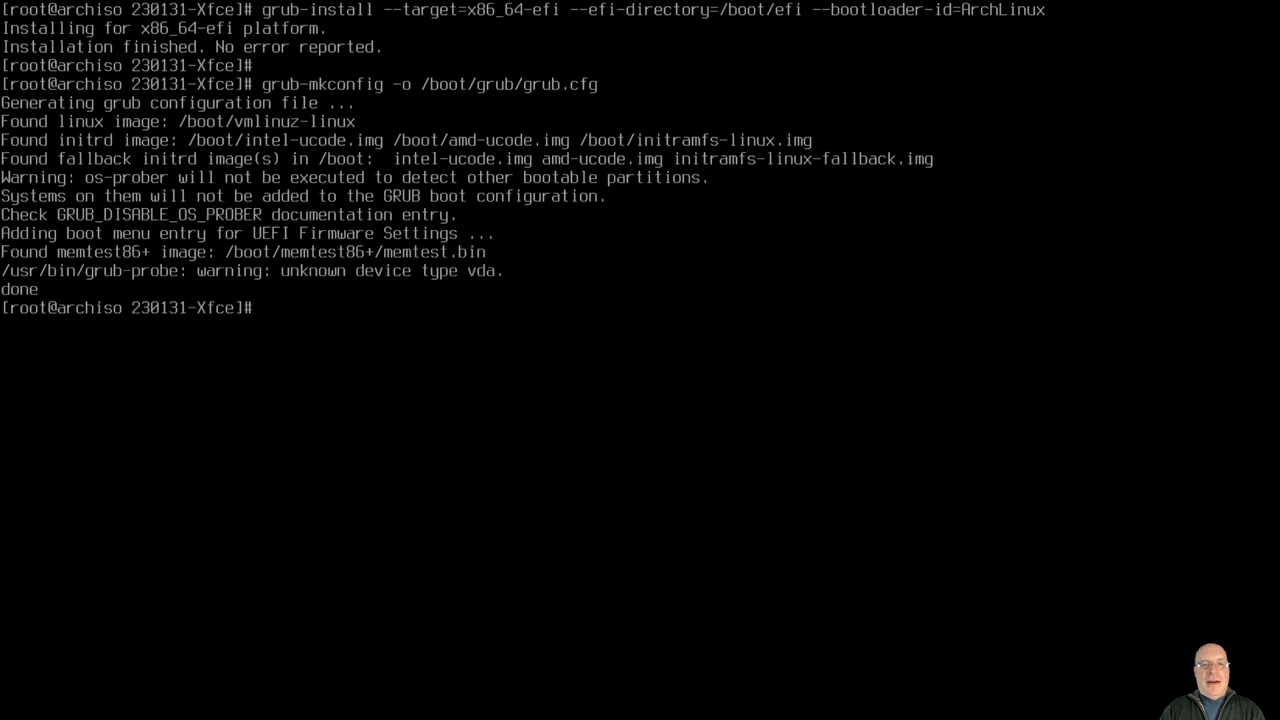 [root@archiso 230131-Xfce]# grub-install --target=x86_64-efi --efi-directory=/boot/efi --bootloader-id=ArchLinux
Installing for x86_64-efi platform.
Installation finished. No error reported.
[root@archiso 230131-Xfce]#
[root@archiso 230131-Xfce]# grub-mkconfig -o /boot/grub/grub.cfg
Generating grub configuration file ...
Found linux image: /boot/vmlinuz-linux
Found initrd image: /boot/intel-ucode.img /boot/amd-ucode.img /boot/initramfs-linux.img
Found fallback initrd image(s) in /boot:  intel-ucode.img amd-ucode.img initramfs-linux-fallback.img
Warning: os-prober will not be executed to detect other bootable partitions.
Systems on them will not be added to the GRUB boot configuration.
Check GRUB_DISABLE_OS_PROBER documentation entry.
Adding boot menu entry for UEFI Firmware Settings ...
Found memtest86+ image: /boot/memtest86+/memtest.bin
/usr/bin/grub-probe: warning: unknown device type vda.
done
[root@archiso 230131-Xfce]#